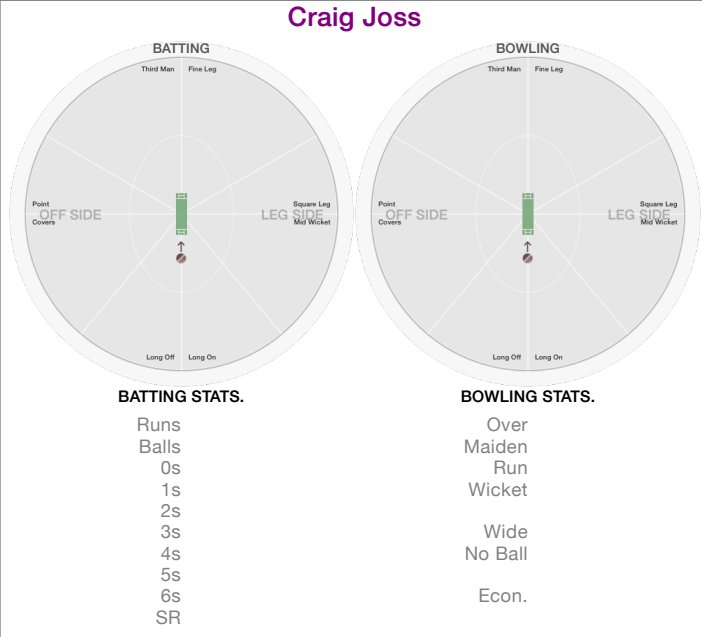 Craig Joss
BATTING
Third Man Fine Leg
Point
OFF SIDE
Covers
Square Leg
LEG SIDE
Mid Wicket
Long Off Long On
BATTING STATS.
Runs
Balls
0s
1s
2s
3s
4s
5s
6s
SR
BOWLING
Third Man Fine Leg
Point
OFF SIDE
Covers
Square Leg
LEG SIDE
Mid Wicket
Long Off Long On
BOWLING STATS.
Over
Maiden
Run
Wicket
Wide
No Ball
Econ.